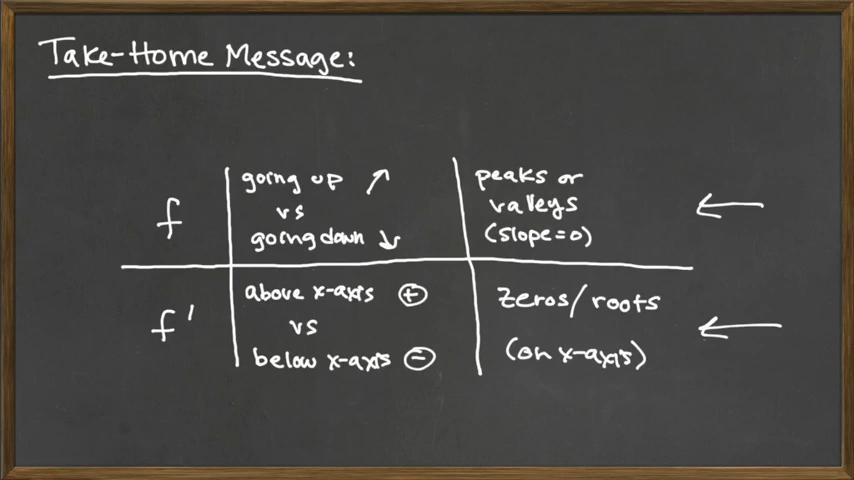 Take-Home Message:
f
going up ↗
vs
going down ↘
peaks or
valleys
(slope=0)
←
f'
above x-axis ⊕
vs
below x-axis ⊖
zeros/roots
(on x-axis)
←